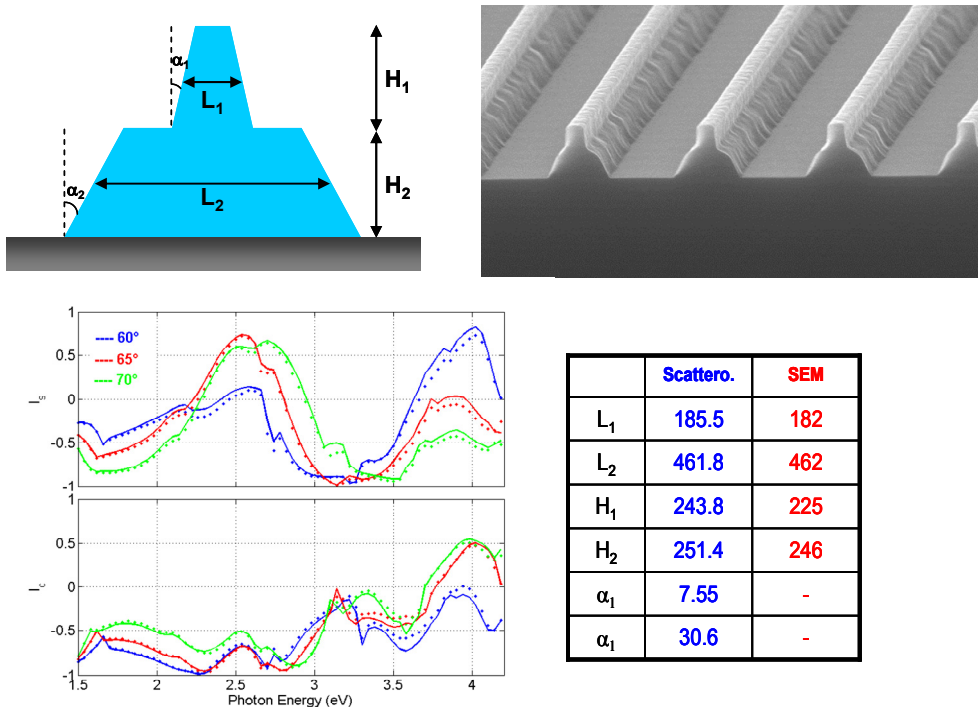 α1
L1
H1
α2
L2
H2
1
0.5
0
-0.5
-1
Is
60°
65°
70°
0.5
0
-0.5
-1
Ic
1.5 2 2.5 3 3.5 4
Photon Energy (eV)
Scattero. SEM
L1 185.5 182
L2 461.8 462
H1 243.8 225
H2 251.4 246
α1 7.55 -
α1 30.6 -